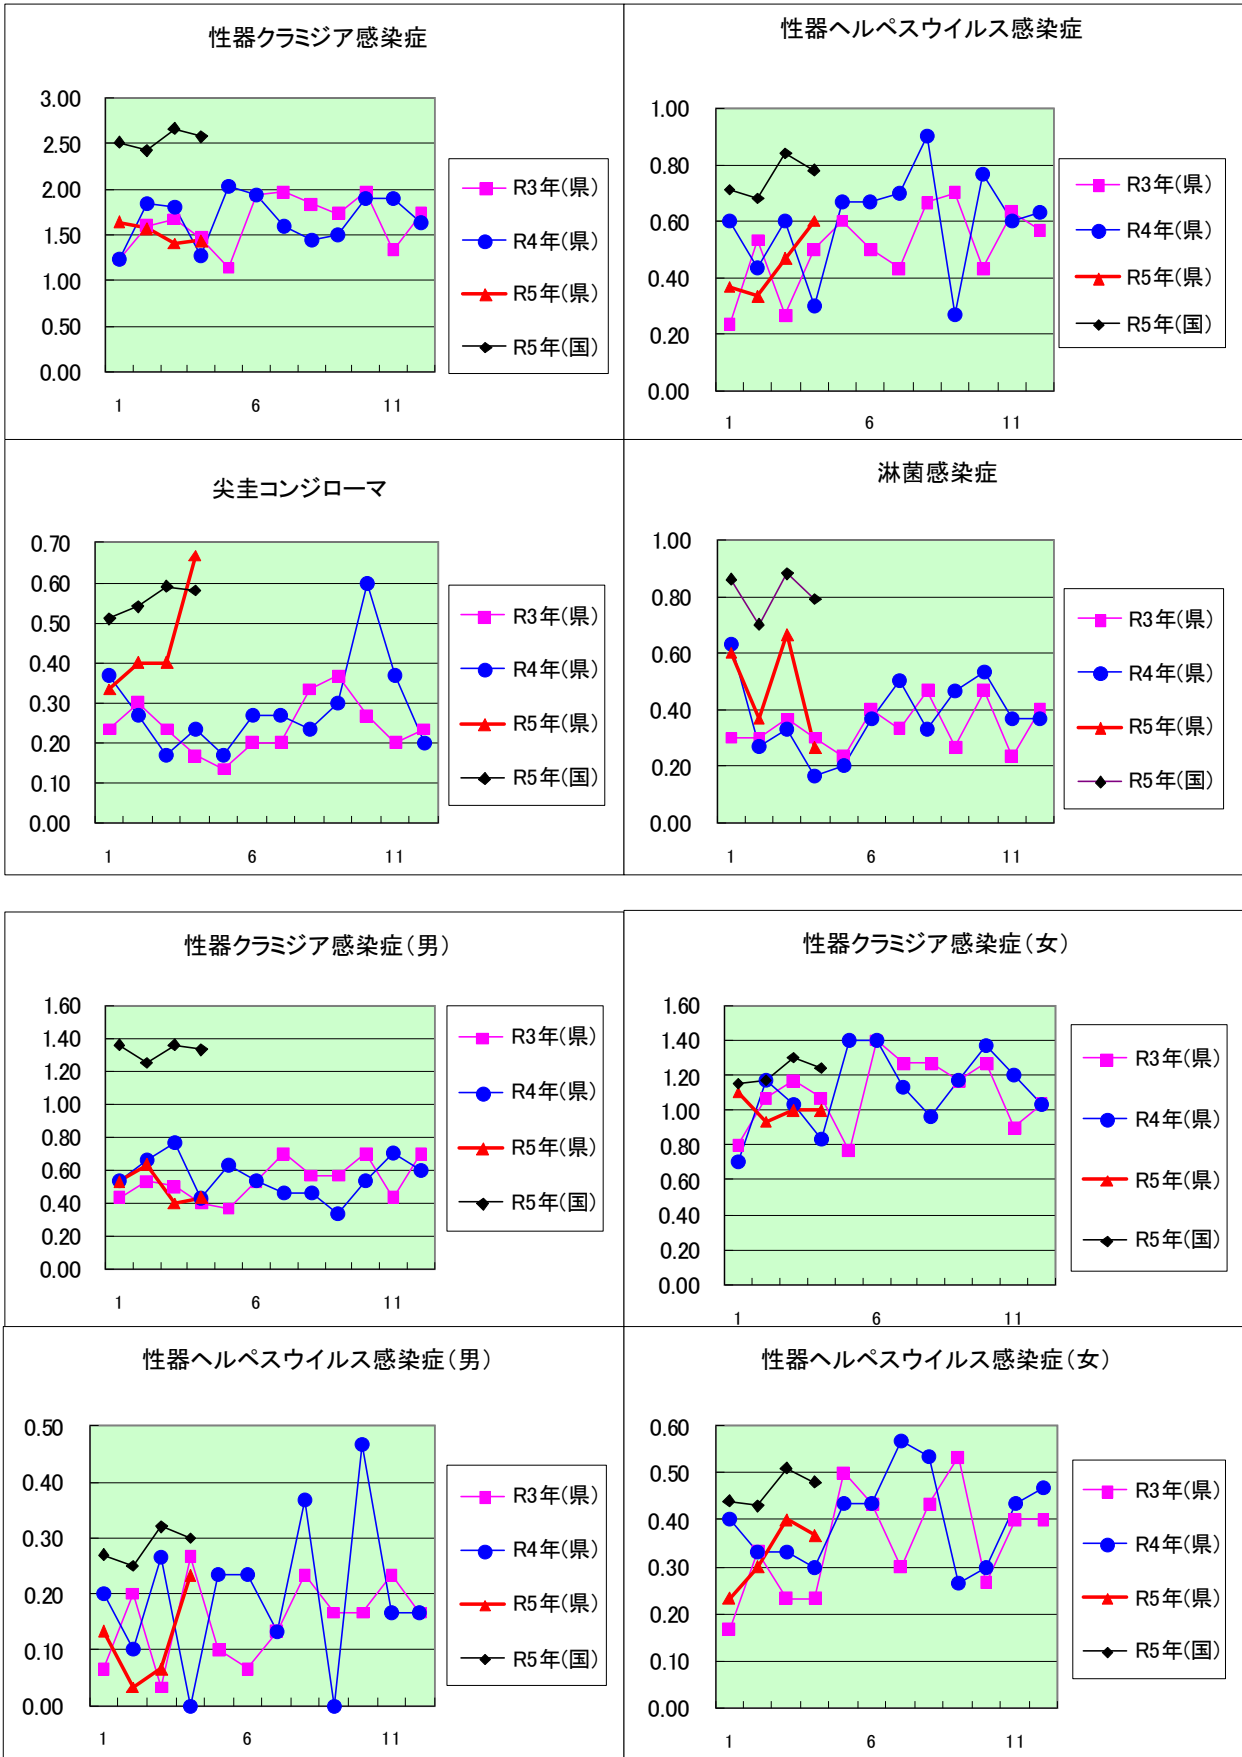 性器クラミジア感染症
3.00
2.50
2.00
1.50
1.00
0.50
0.00
1 6 11
R3年(県)
R4年(県)
R5年(県)
R5年(国)
性器ヘルペスウイルス感染症
1.00
0.80
0.60
0.40
0.20
0.00
1 6 11
R3年(県)
R4年(県)
R5年(県)
R5年(国)
尖圭コンジローマ
0.70
0.60
0.50
0.40
0.30
0.20
0.10
0.00
1 6 11
R3年(県)
R4年(県)
R5年(県)
R5年(国)
淋菌感染症
1.00
0.80
0.60
0.40
0.20
0.00
1 6 11
R3年(県)
R4年(県)
R5年(県)
R5年(国)
性器クラミジア感染症(男)
1.60
1.40
1.20
1.00
0.80
0.60
0.40
0.20
0.00
1 6 11
R3年(県)
R4年(県)
R5年(県)
R5年(国)
性器クラミジア感染症(女)
1.60
1.40
1.20
1.00
0.80
0.60
0.40
0.20
0.00
1 6 11
R3年(県)
R4年(県)
R5年(県)
R5年(国)
性器ヘルペスウイルス感染症(男)
0.50
0.40
0.30
0.20
0.10
0.00
1 6 11
R3年(県)
R4年(県)
R5年(県)
R5年(国)
性器ヘルペスウイルス感染症(女)
0.60
0.50
0.40
0.30
0.20
0.10
0.00
1 6 11
R3年(県)
R4年(県)
R5年(県)
R5年(国)